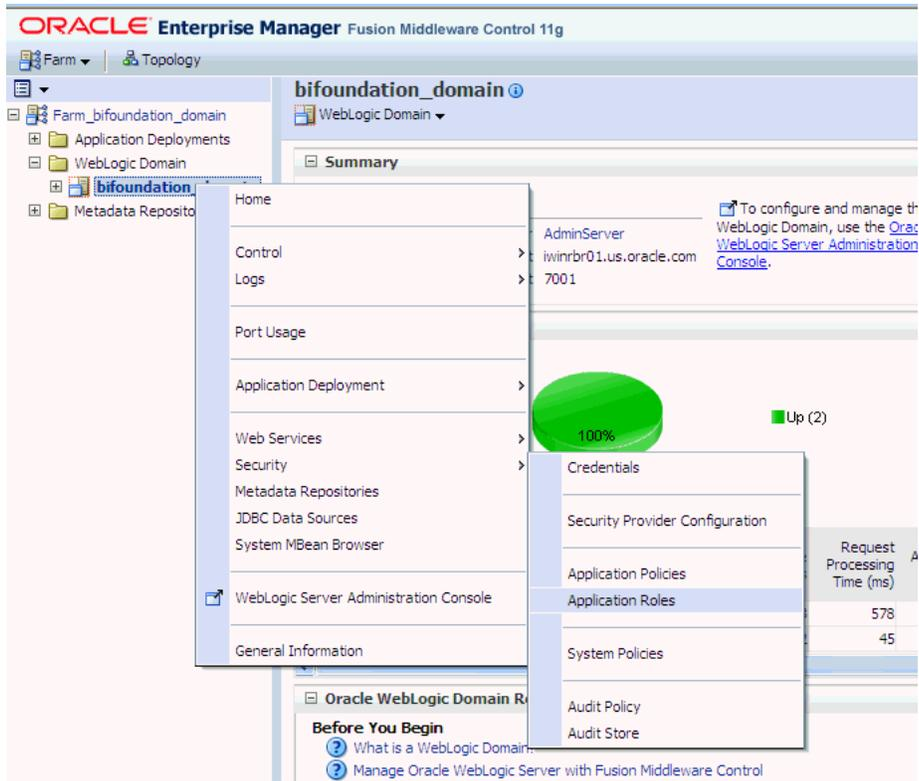 ORACLE Enterprise Manager Fusion Middleware Control 11g
Farm Topology
Farm_bifoundation_domain
Application Deployments
WebLogic Domain
bifoundation_
Metadata Reposito
bifoundation_domain
WebLogic Domain
Summary
AdminServer
iwinrbr01.us.oracle.com
7001
To configure and manage
WebLogic Domain, use the
WebLogic Server Administration
Console.
100%
Up (2)
Request
Processing
Time (ms)
578
45
Home
Control
Logs
Port Usage
Application Deployment
Web Services
Security
Metadata Repositories
JDBC Data Sources
System MBean Browser
WebLogic Server Administration Console
General Information
Credentials
Security Provider Configuration
Application Policies
Application Roles
System Policies
Audit Policy
Audit Store
Oracle WebLogic Domain
Before You Begin
What is a WebLogic Domain
Manage Oracle WebLogic Server with Fusion Middleware Control